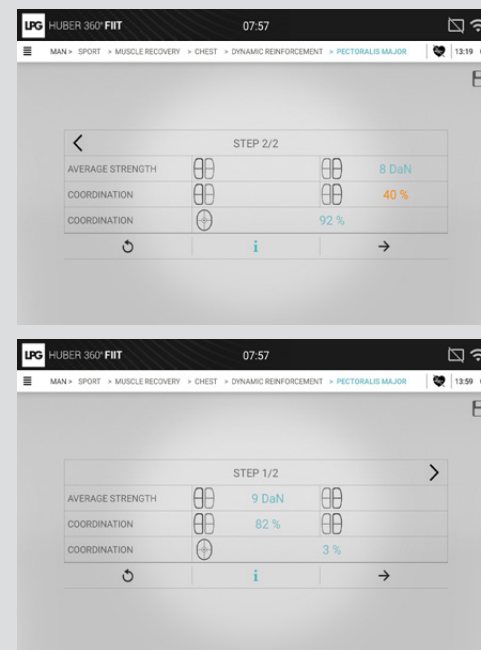 LPG HUBER 360° FIIT 07:57
MAN > SPORT > MUSCLE RECOVERY > CHEST > DYNAMIC REINFORCEMENT > PECTORALIS MAJOR 13:19
STEP 2/2
AVERAGE STRENGTH 8 DaN
COORDINATION 40 %
COORDINATION 92 %
i
LPG HUBER 360° FIIT 07:57
MAN > SPORT > MUSCLE RECOVERY > CHEST > DYNAMIC REINFORCEMENT > PECTORALIS MAJOR 13:59
STEP 1/2
AVERAGE STRENGTH 9 DaN
COORDINATION 82 %
COORDINATION 3 %
i